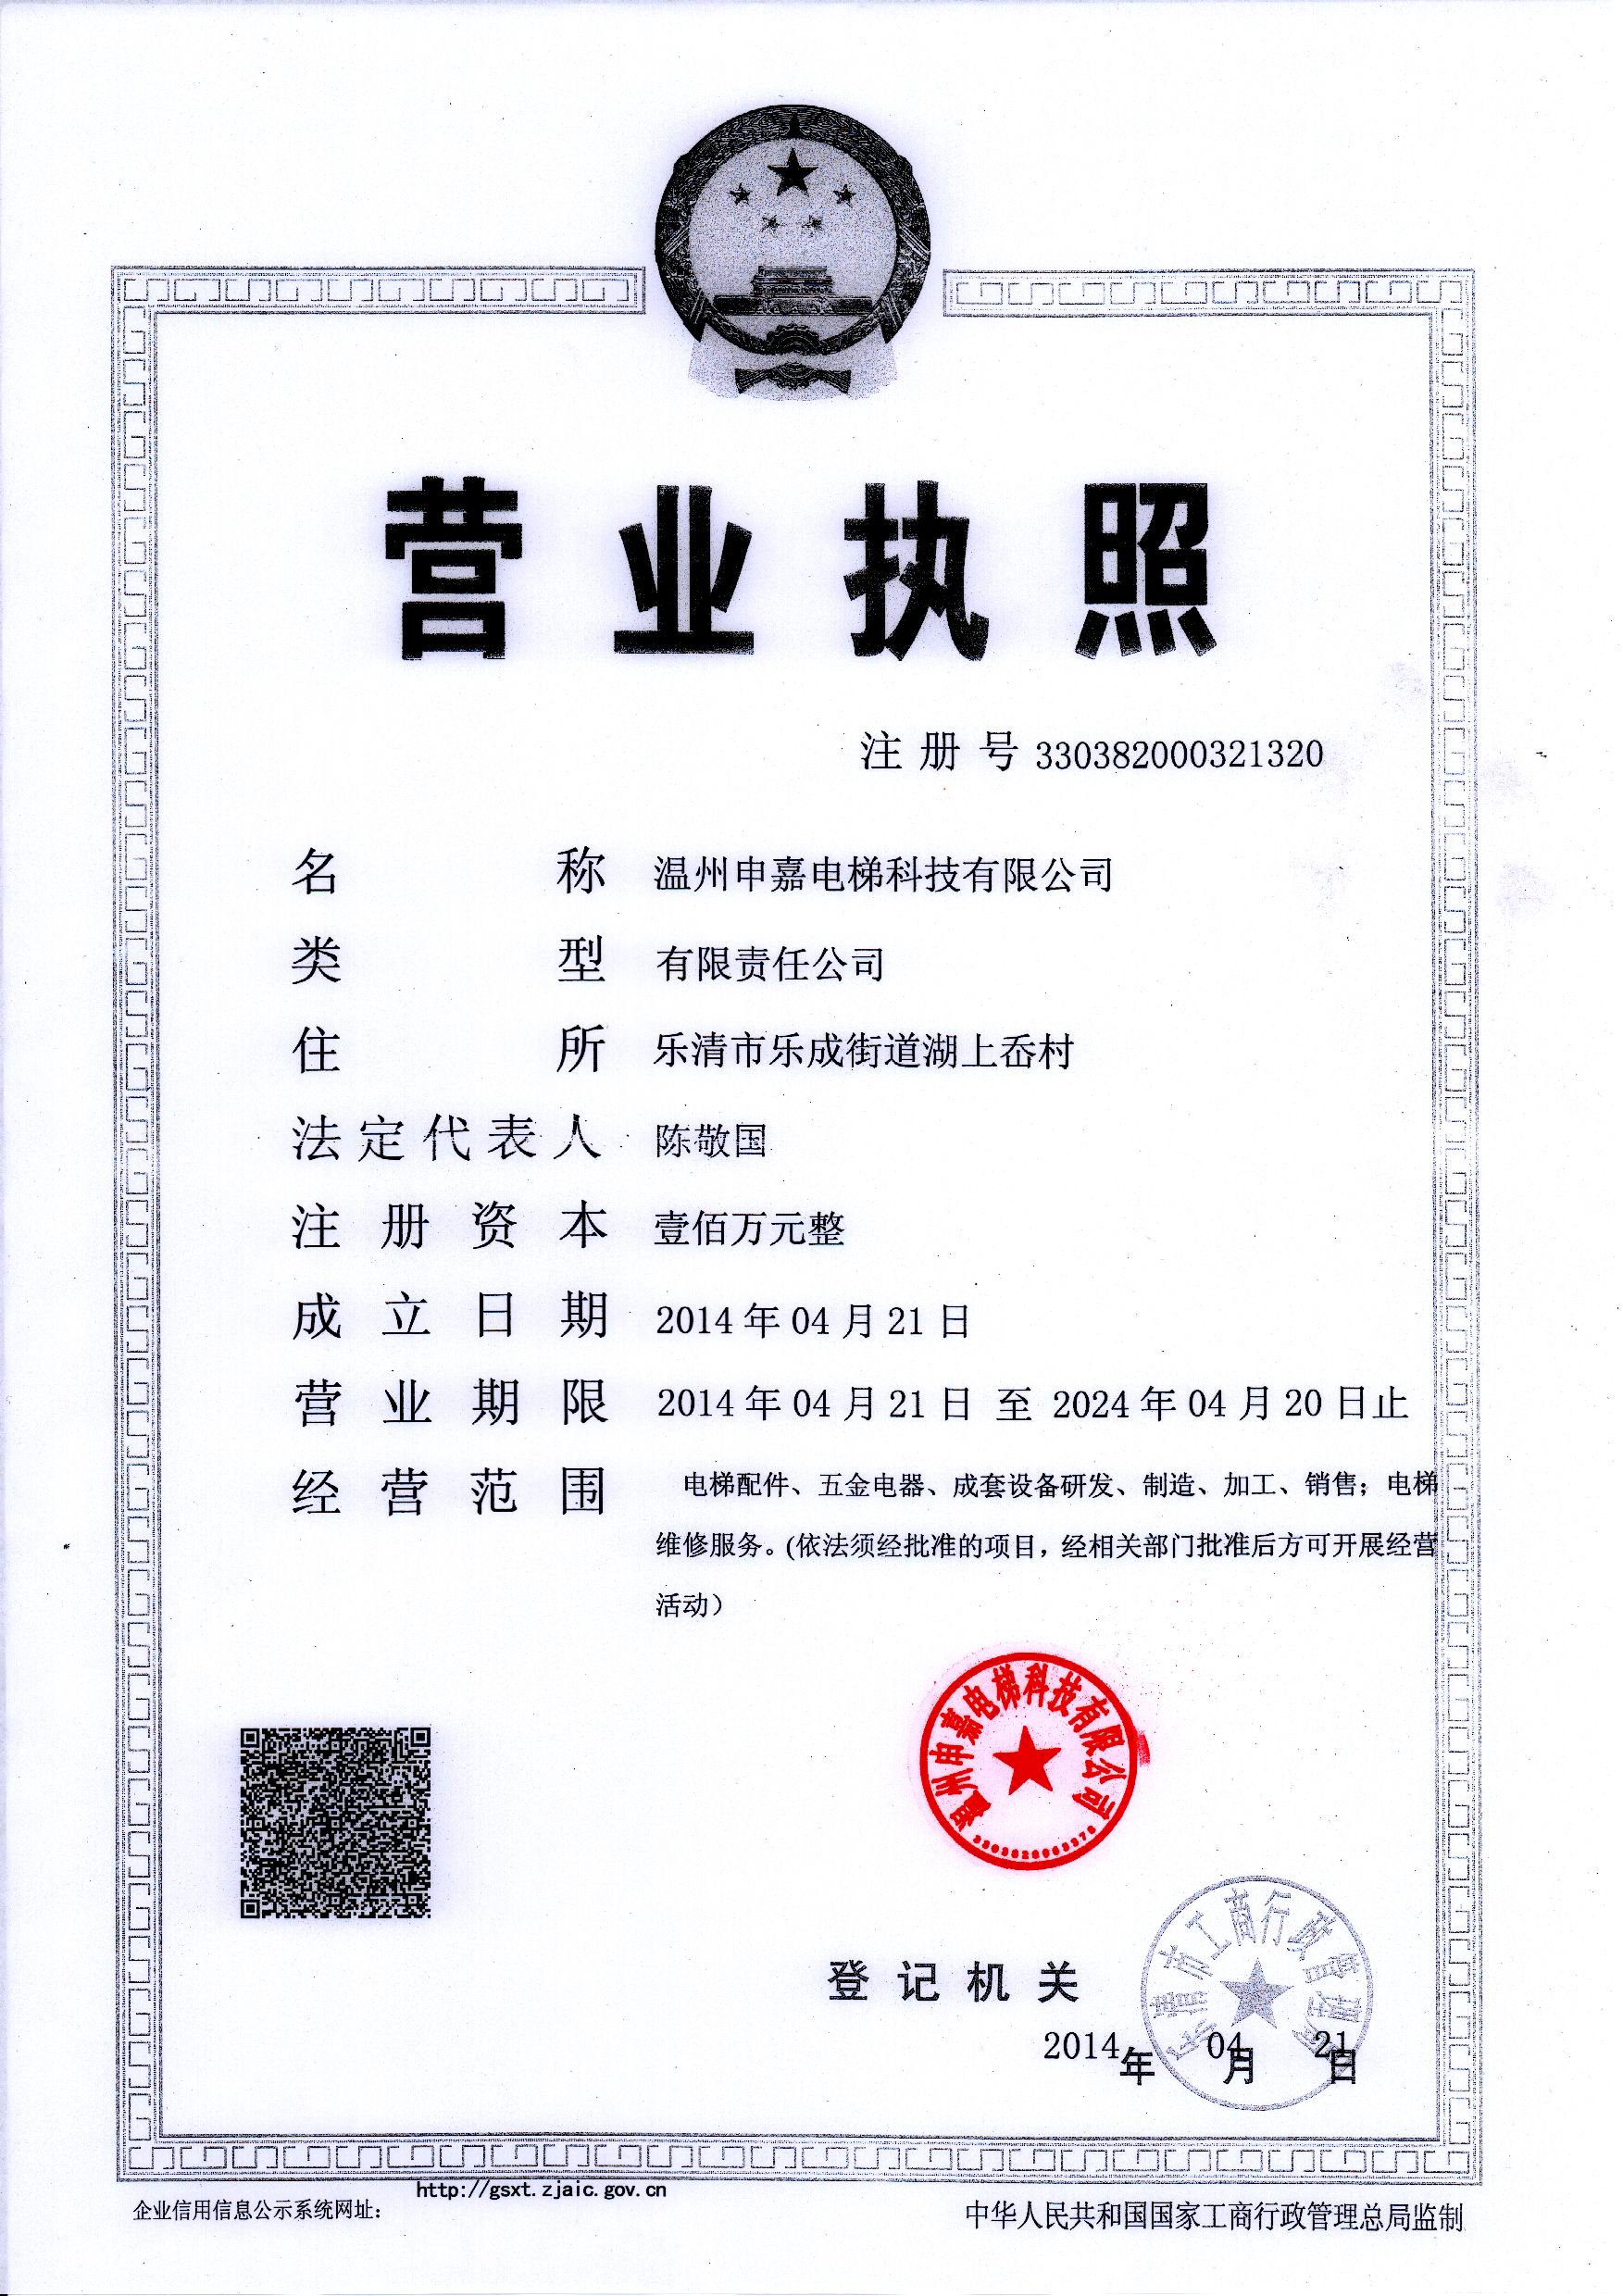 营业执照
注册号 330382000321320
名称 温州申嘉电梯科技有限公司
类型 有限责任公司
住所 乐清市乐成街道湖上岙村
法定代表人 陈敬国
注册资本 壹佰万元整
成立日期 2014年04月21日
营业期限 2014年04月21日 至 2024年04月20日止
经营范围 电梯配件、五金电器、成套设备研发、制造、加工、销售；电梯
维修服务。(依法须经批准的项目，经相关部门批准后方可开展经营
活动）
温州申嘉电梯科技有限公司
乐清市工商行政管理局
登记机关
2014年04月21日
http://gsxt.zjaic.gov.cn
企业信用信息公示系统网址：
中华人民共和国国家工商行政管理总局监制